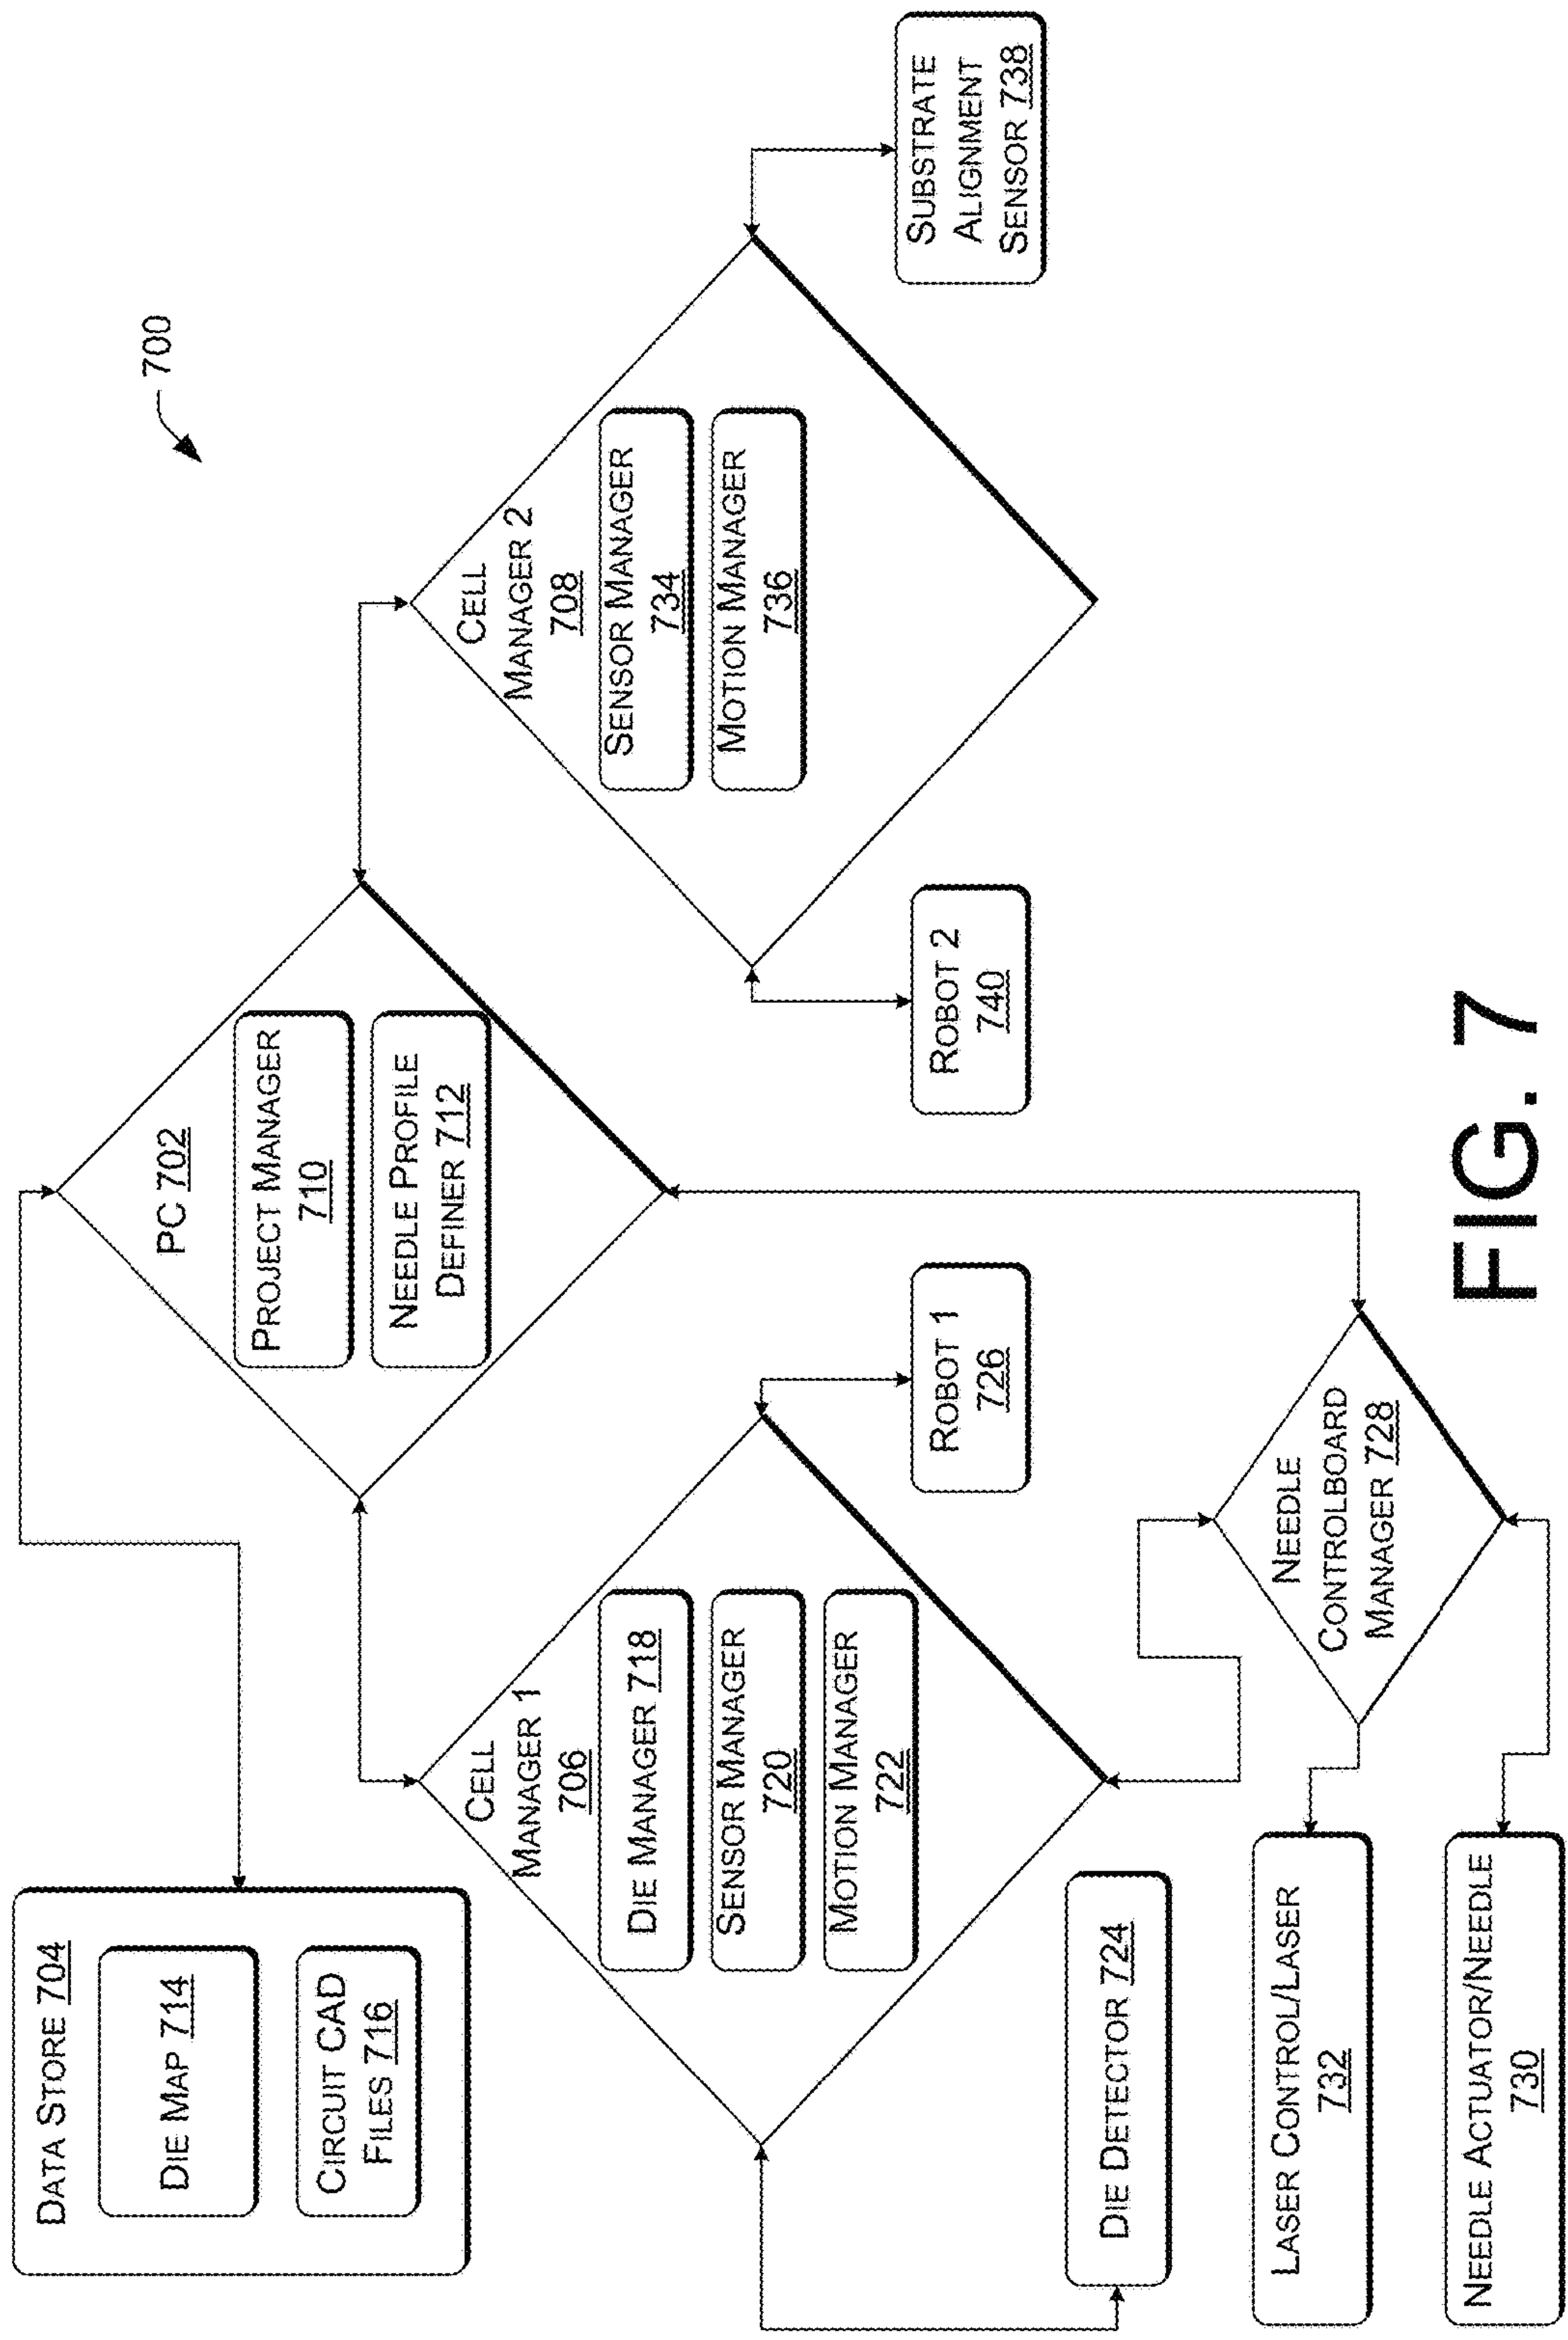 700
DATA STORE 704
DIE MAP 714
CIRCUIT CAD
FILES 716
PC 702
PROJECT MANAGER
710
NEEDLE PROFILE
DEFINER 712
CELL
MANAGER 1
706
DIE MANAGER 718
SENSOR MANAGER
720
MOTION MANAGER
722
CELL
MANAGER 2
708
SENSOR MANAGER
734
MOTION MANAGER
736
DIE DETECTOR 724
ROBOT 1
726
ROBOT 2
740
SUBSTRATE
ALIGNMENT
SENSOR 738
NEEDLE
CONTROLBOARD
MANAGER 728
LASER CONTROL/LASER
732
NEEDLE ACTUATOR/NEEDLE
730
FIG. 7